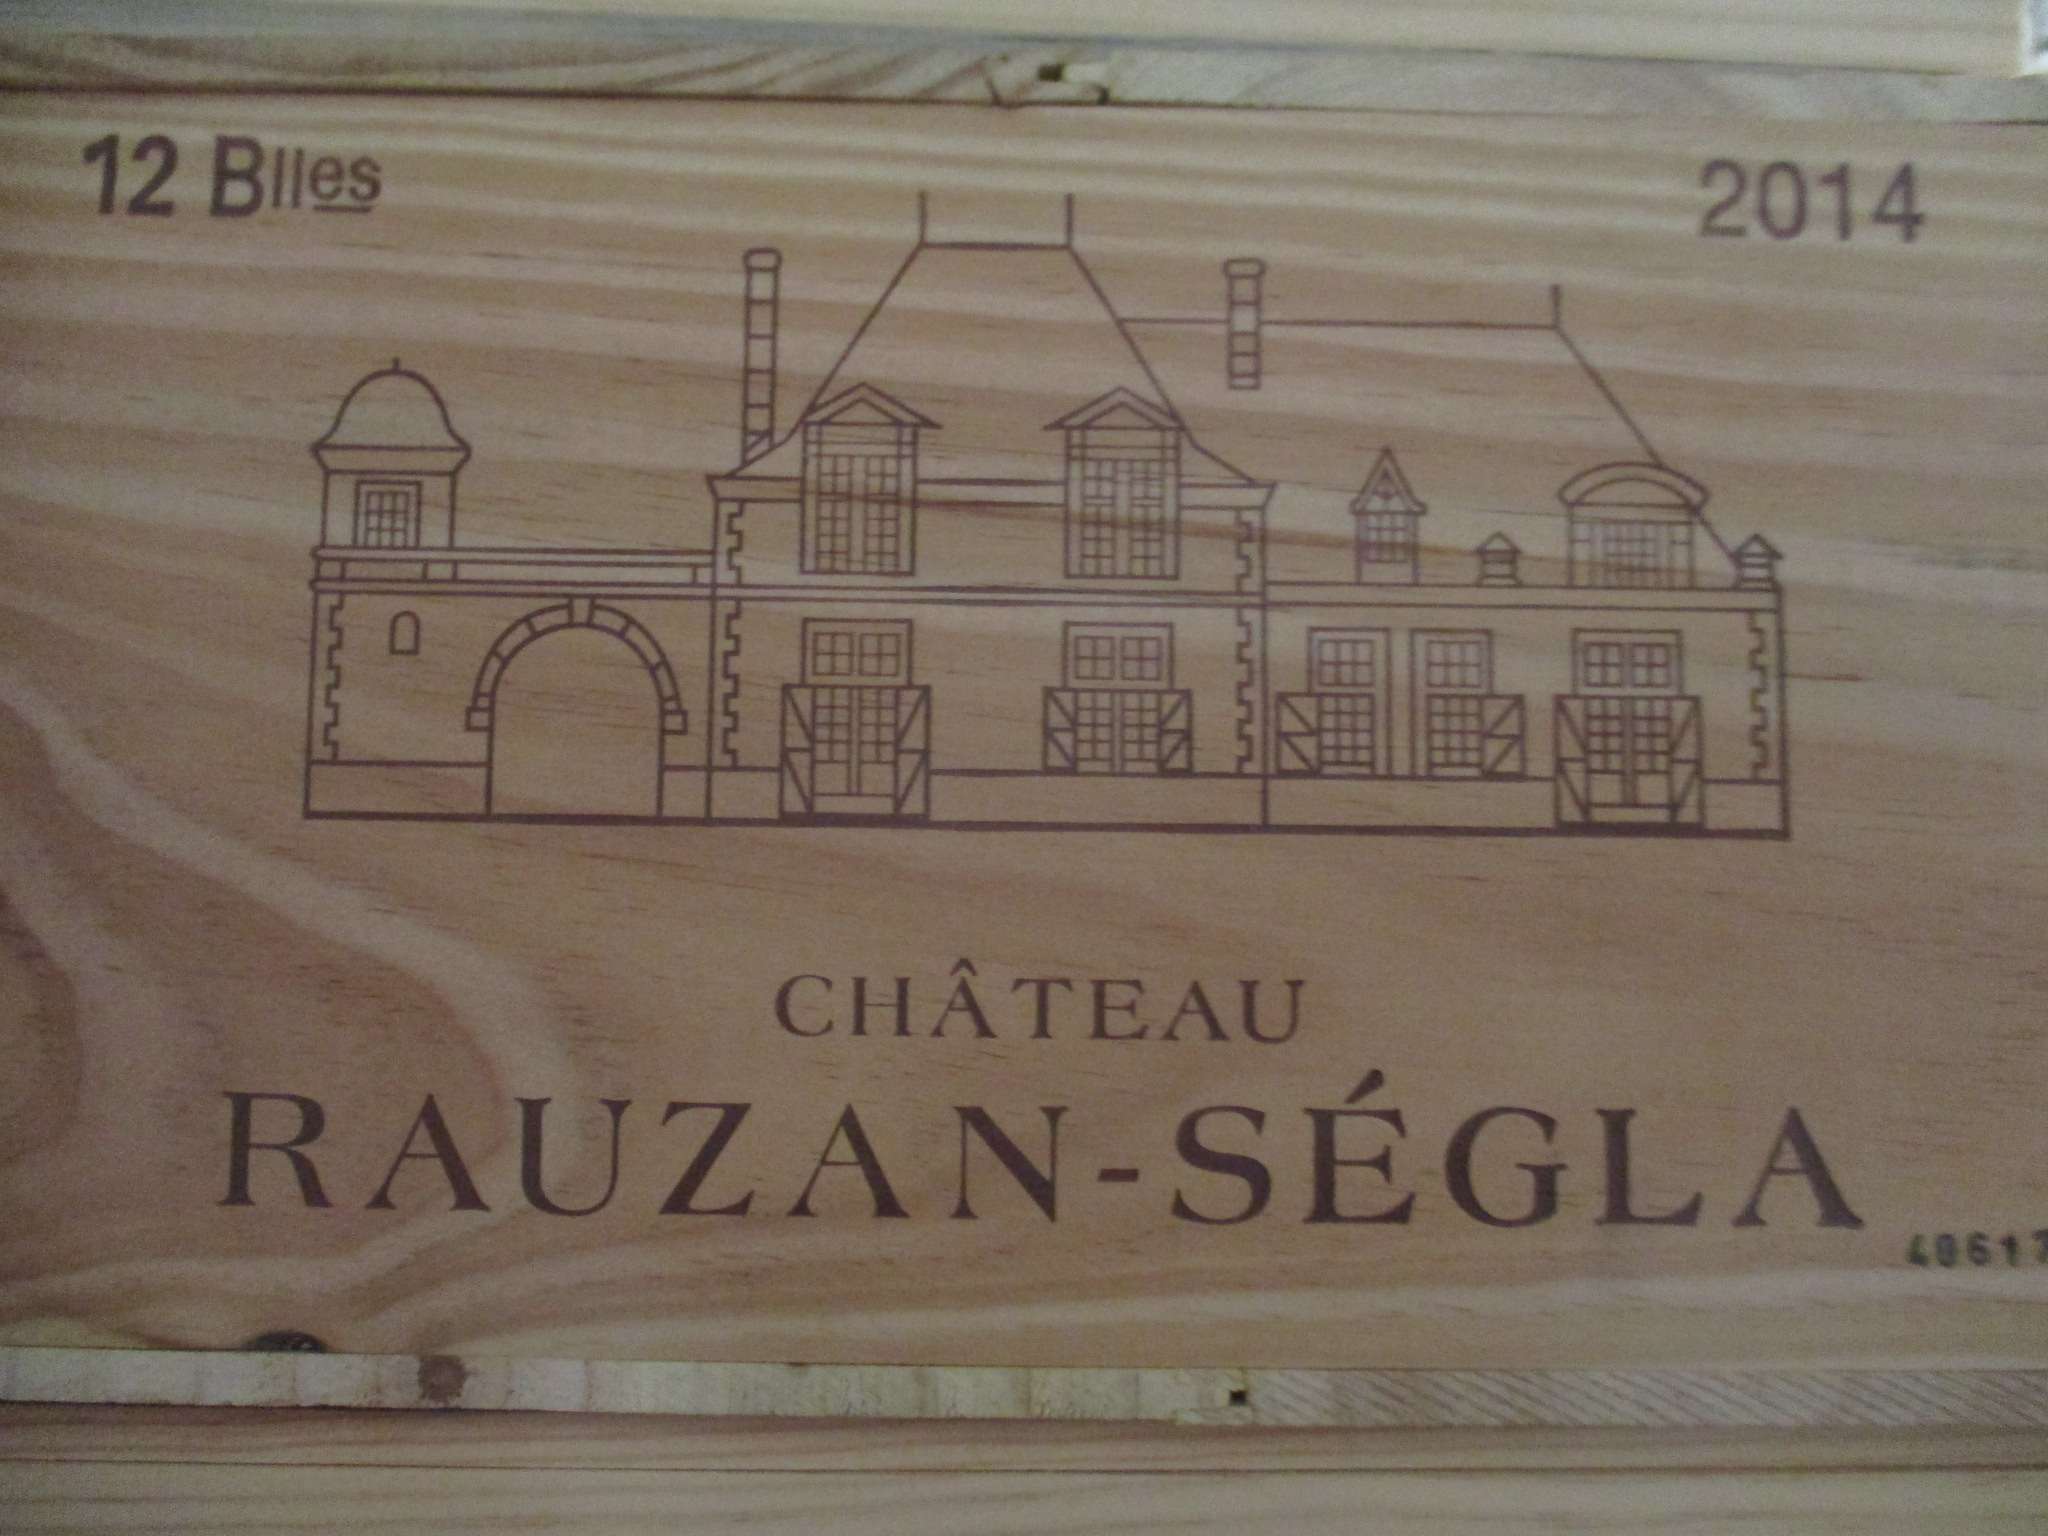 12 Blles
2014
CHÂTEAU
RAUZAN-SÉGLA